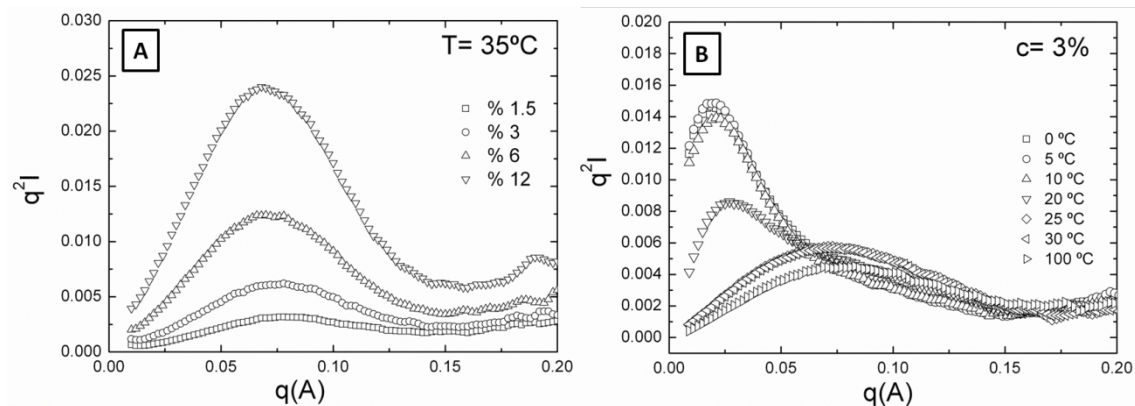 A
T= 35ºC
% 1.5
% 3
% 6
% 12
0.030
0.025
0.020
0.015
0.010
0.005
0.000
q²I
0.00 0.05 0.10 0.15 0.20
q(A)
B
c= 3%
0 ºC
5 ºC
10 ºC
20 ºC
25 ºC
30 ºC
100 ºC
0.020
0.018
0.016
0.014
0.012
0.010
0.008
0.006
0.004
0.002
0.000
q²I
0.00 0.05 0.10 0.15 0.20
q(A)